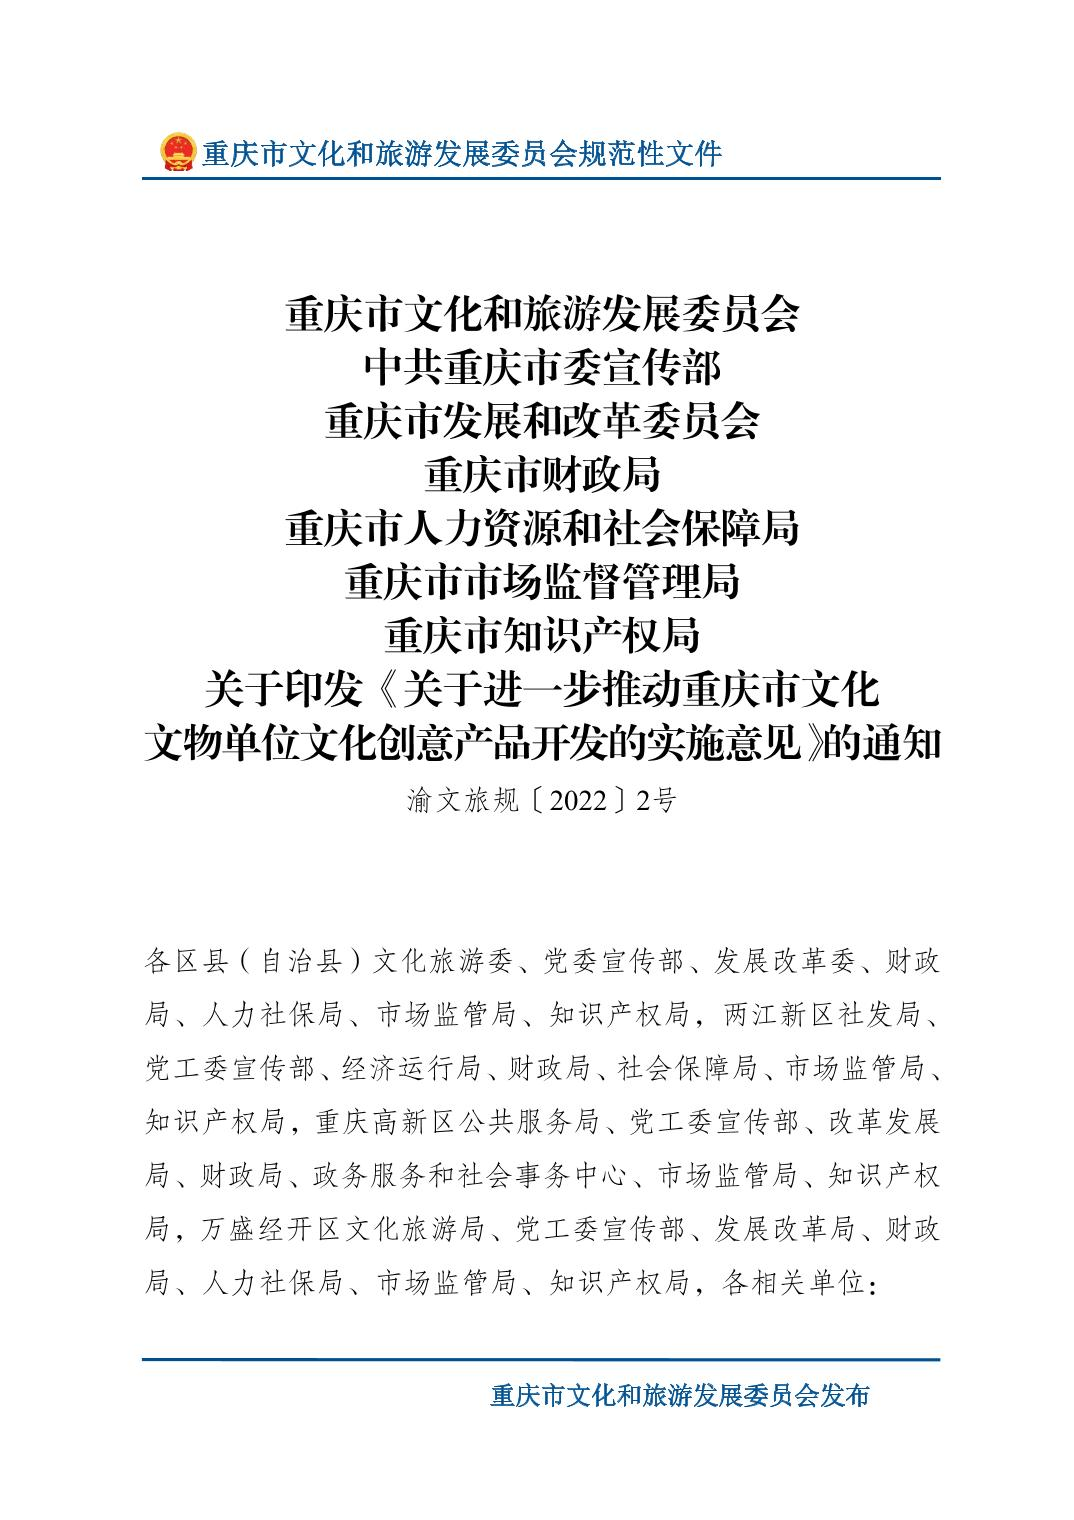 重庆市文化和旅游发展委员会规范性文件
重庆市文化和旅游发展委员会
中共重庆市委宣传部
重庆市发展和改革委员会
重庆市财政局
重庆市人力资源和社会保障局
重庆市市场监督管理局
重庆市知识产权局
关于印发《关于进一步推动重庆市文化
文物单位文化创意产品开发的实施意见》的通知
渝文旅规〔2022〕2号
各区县（自治县）文化旅游委、党委宣传部、发展改革委、财政
局、人力社保局、市场监管局、知识产权局，两江新区社发局、
党工委宣传部、经济运行局、财政局、社会保障局、市场监管局、
知识产权局，重庆高新区公共服务局、党工委宣传部、改革发展
局、财政局、政务服务和社会事务中心、市场监管局、知识产权
局，万盛经开区文化旅游局、党工委宣传部、发展改革局、财政
局、人力社保局、市场监管局、知识产权局，各相关单位：
重庆市文化和旅游发展委员会发布